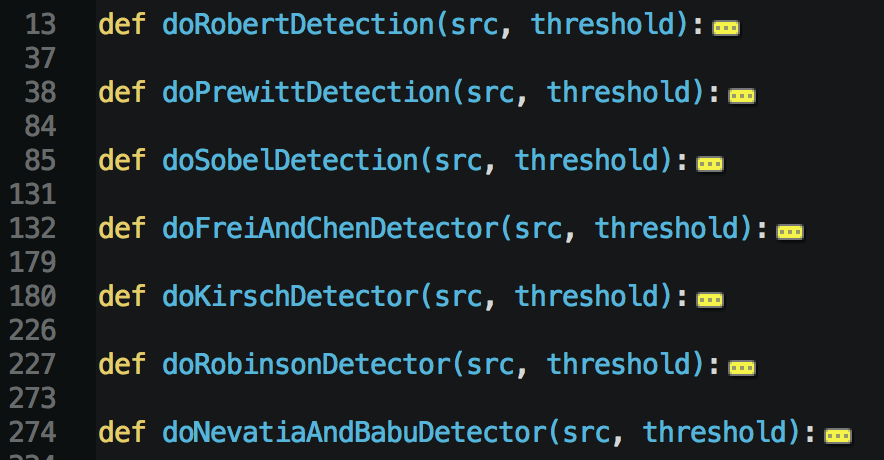 13 def doRobertDetection(src, threshold):
37
38 def doPrewittDetection(src, threshold):
84
85 def doSobelDetection(src, threshold):
131
132 def doFreiAndChenDetector(src, threshold):
179
180 def doKirschDetector(src, threshold):
226
227 def doRobinsonDetector(src, threshold):
273
274 def doNevatiaAndBabuDetector(src, threshold):